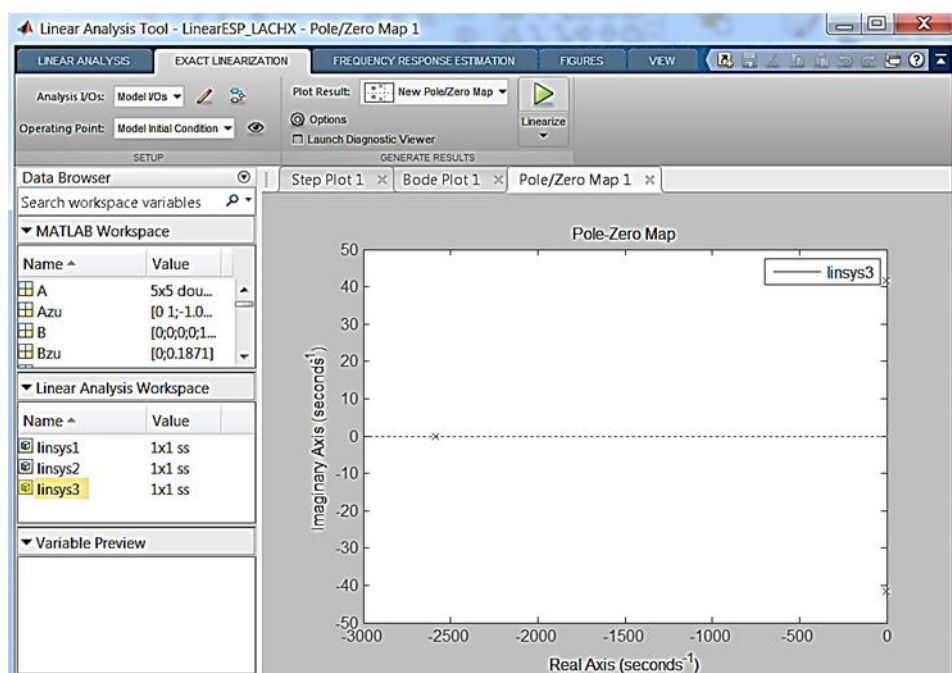 Linear Analysis Tool - LinearESP_LACHX - Pole/Zero Map 1
LINEAR ANALYSIS EXACT LINEARIZATION FREQUENCY RESPONSE ESTIMATION FIGURES VIEW
Analysis I/Os: Model I/Os
Operating Point: Model Initial Condition
SETUP
Plot Result: New Pole/Zero Map
Options
Launch Diagnostic Viewer
Linearize
GENERATE RESULTS
Data Browser
Search workspace variables
MATLAB Workspace
Name Value
A 5x5 dou...
Azu [0 1;-1.0...
B [0;0;0;0;1...
Bzu [0;0.1871]
Linear Analysis Workspace
Name Value
linsys1 1x1 ss
linsys2 1x1 ss
linsys3 1x1 ss
Variable Preview
Step Plot 1 Bode Plot 1 Pole/Zero Map 1
Pole-Zero Map
linsys3
Imaginary Axis (seconds⁻¹)
50
40
30
20
10
0
-10
-20
-30
-40
-50
-3000 -2500 -2000 -1500 -1000 -500 0
Real Axis (seconds⁻¹)